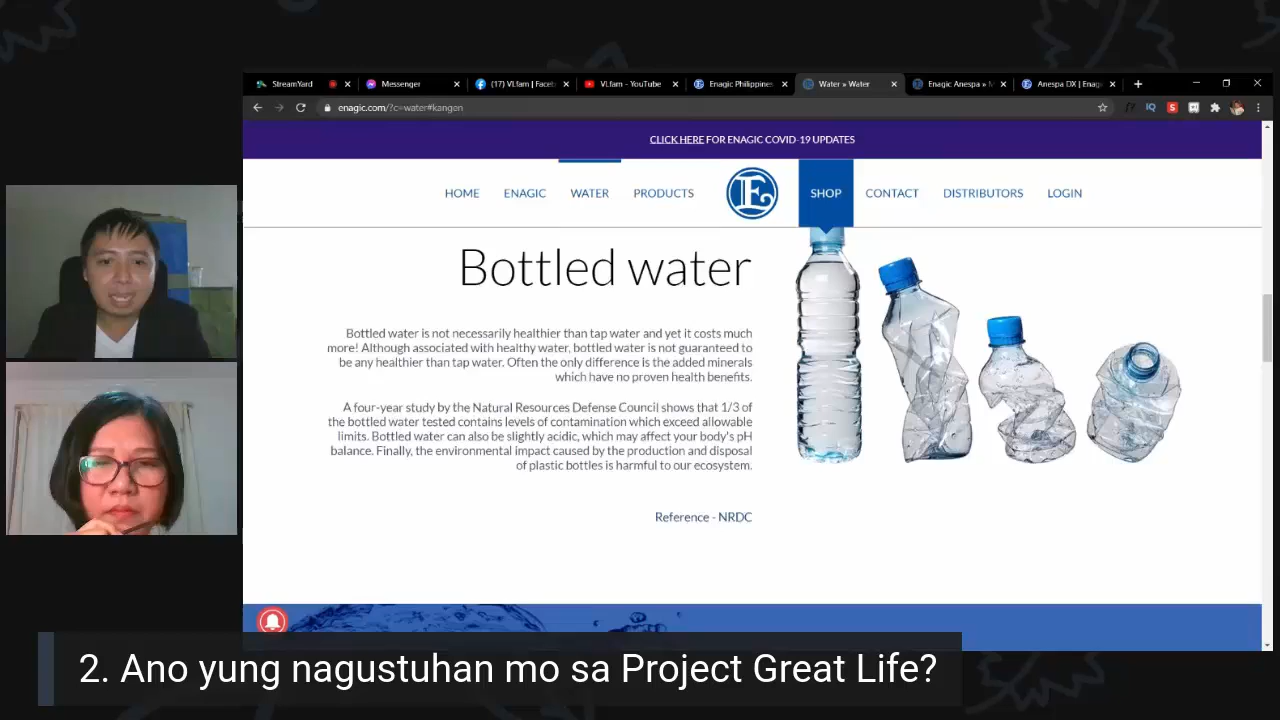 StreamYard
Messenger
(17) VI.fam | Faceb
VI.fam - YouTube
Enagic Philippines
Water » Water
Enagic Anespa » M
Anespa DX | Enag
enagic.com/?c=water#kangen
CLICK HERE FOR ENAGIC COVID-19 UPDATES
HOME ENAGIC WATER PRODUCTS E SHOP CONTACT DISTRIBUTORS LOGIN
Bottled water
Bottled water is not necessarily healthier than tap water and yet it costs much
more! Although associated with healthy water, bottled water is not guaranteed to
be any healthier than tap water. Often the only difference is the added minerals
which have no proven health benefits.
A four-year study by the Natural Resources Defense Council shows that 1/3 of
the bottled water tested contains levels of contamination which exceed allowable
limits. Bottled water can also be slightly acidic, which may affect your body's pH
balance. Finally, the environmental impact caused by the production and disposal
of plastic bottles is harmful to our ecosystem.
Reference - NRDC
2. Ano yung nagustuhan mo sa Project Great Life?